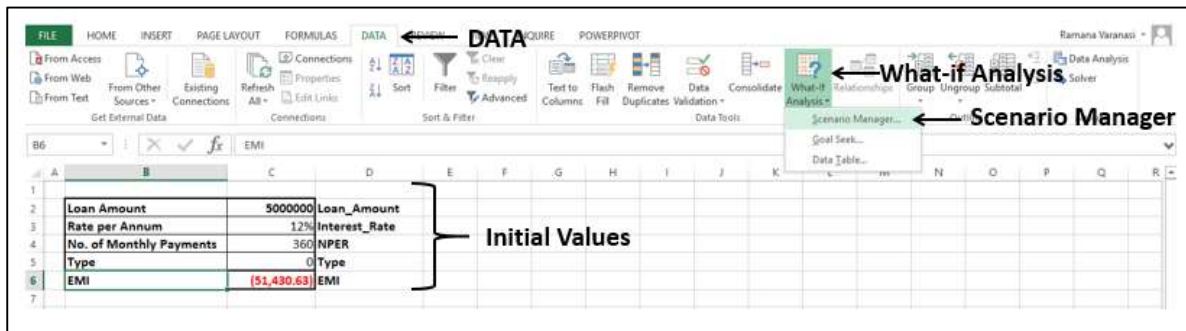 FILE HOME INSERT PAGE LAYOUT FORMULAS DATA DATA QUIRE POWERPIVOT Ramana Varanasi
From Access
From Web
From Text
From Other Sources
Existing Connections
Get External Data
Refresh All
Connections
Properties
Edit Links
Connections
Sort
Filter
Clear
Reapply
Advanced
Sort & Filter
Text to Columns
Flash Fill
Remove Duplicates
Data Validation
Consolidate
What-If Analysis
Relationships
Data Tools
Group
Ungroup
Subtotal
Data Analysis
Solver
What-if Analysis
Scenario Manager...
Goal Seek...
Data Table...
Scenario Manager
B6 fx EMI
A B C D E F G H I J K L M N O P Q R
1
2 Loan Amount 5000000 Loan_Amount
3 Rate per Annum 12% Interest_Rate
4 No. of Monthly Payments 360 NPER
5 Type 0 Type
6 EMI (51,430.63) EMI
7
Initial Values